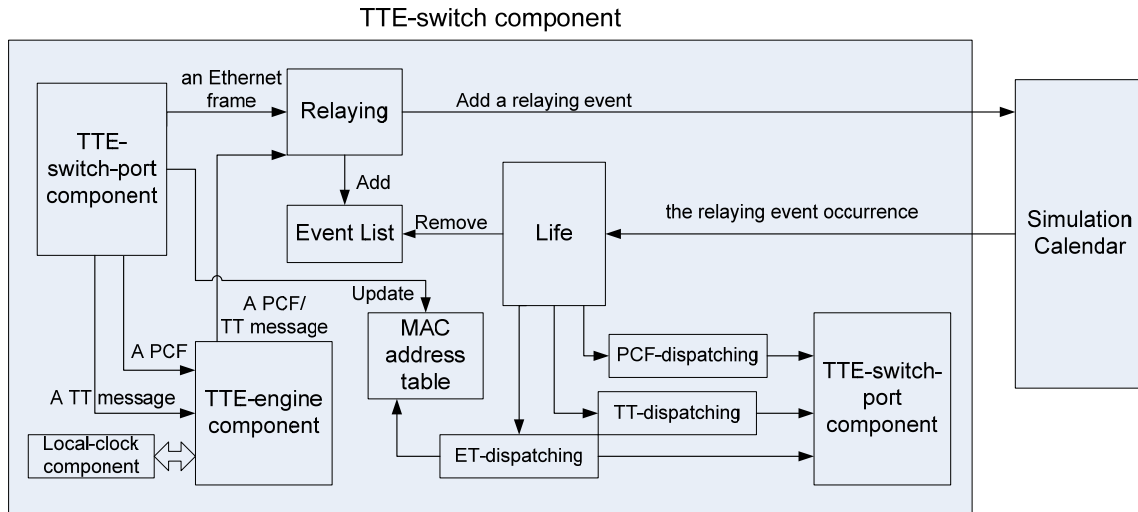 TTE-switch component
an Ethernet
frame
TTE-
switch-port
component
Relaying
Add a relaying event
Simulation
Calendar
Add
Event List
Remove
Life
the relaying event occurrence
Update
A PCF/
TT message
MAC
address
table
A PCF
A TT message
TTE-engine
component
Local-clock
component
PCF-dispatching
TT-dispatching
ET-dispatching
TTE-switch-
port
component